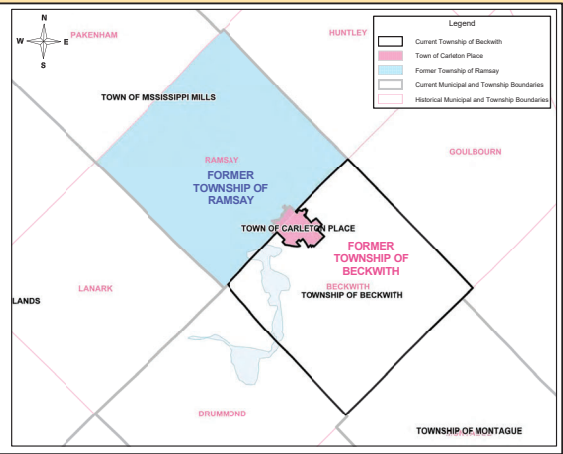 N
W E
S
PAKENHAM
HUNTLEY
Legend
Current Township of Beckwith
Town of Carleton Place
Former Township of Ramsay
Current Municipal and Township Boundaries
Historical Municipal and Township Boundaries
TOWN OF MSSISSIPPI MILLS
GOULBOURN
RAMSAY
FORMER
TOWNSHIP OF
RAMSAY
TOWN OF CARLETON PLACE
FORMER
TOWNSHIP OF
BECKWITH
BECKWITH
TOWNSHIP OF BECKWITH
LANARK
LANDS
DRUMMOND
TOWNSHIP OF MONTAGUE